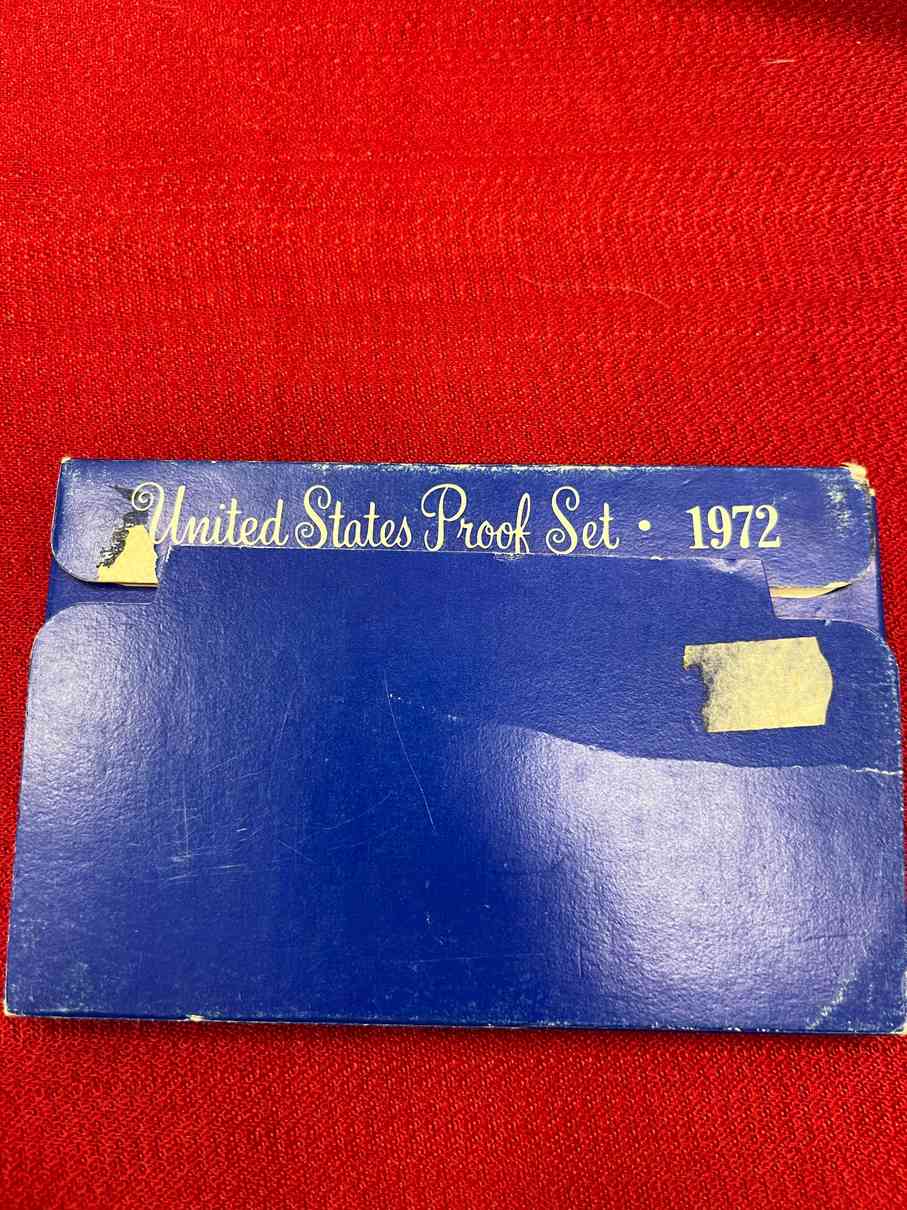 United States Proof Set • 1972